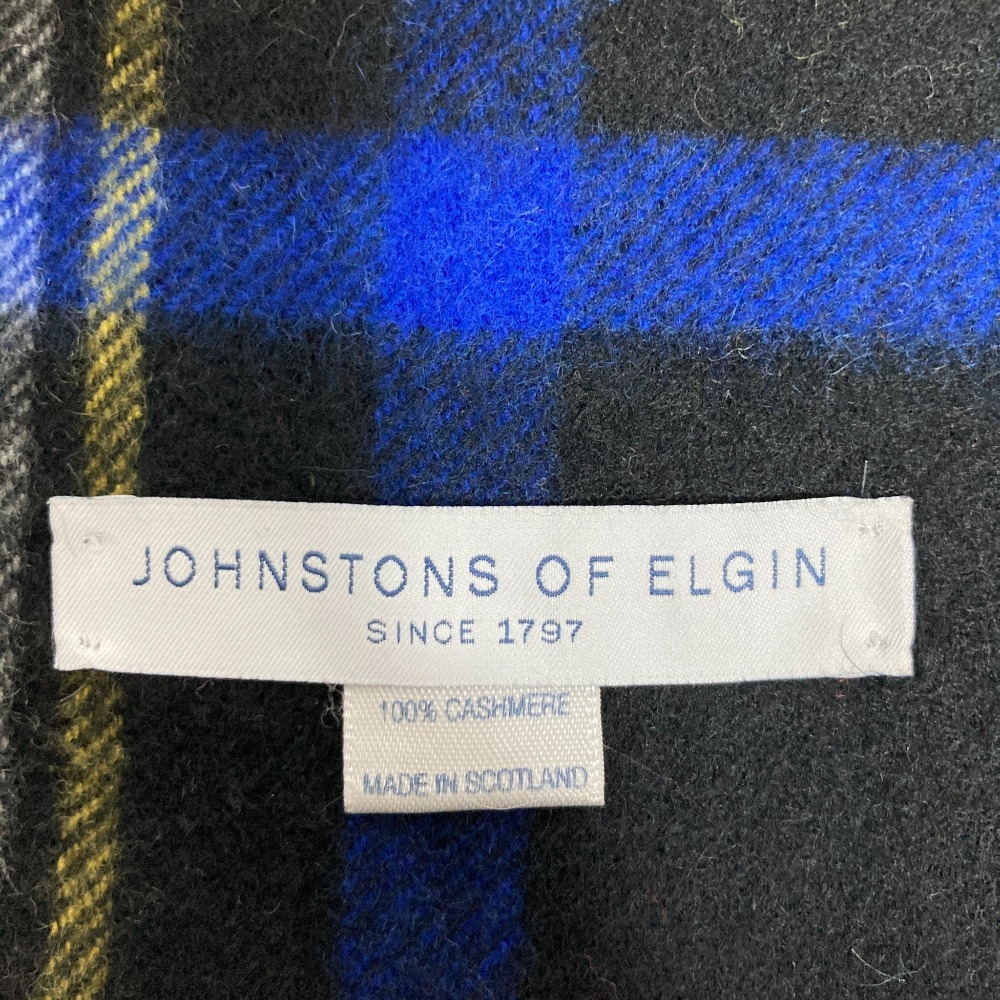 JOHNSTONS OF ELGIN
SINCE 1797
100% CASHMERE
MADE IN SCOTLAND